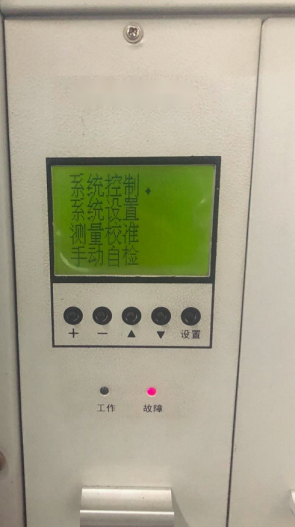 系统控制
系统设置
测量校准
手动自检
+ − ▲ ▼ 设置
工作 故障